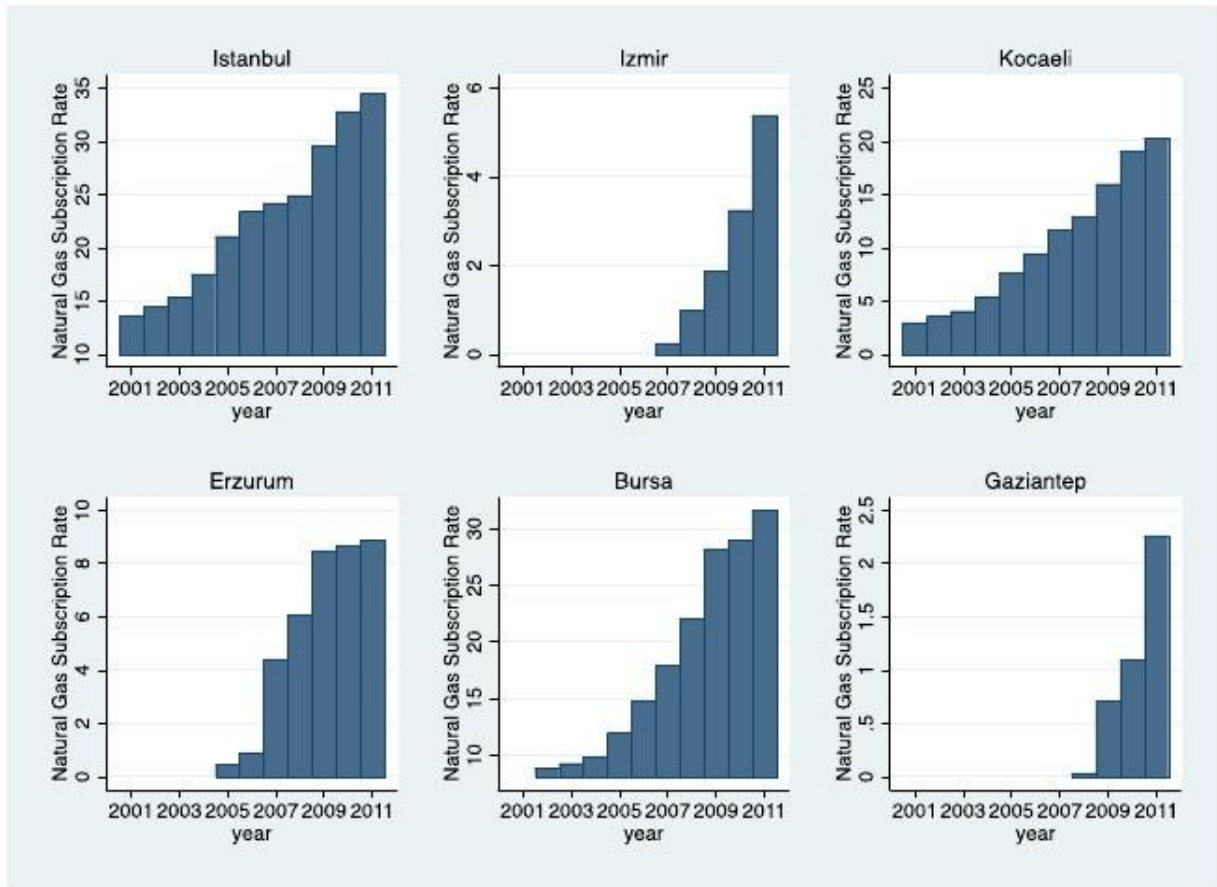 Istanbul
Natural Gas Subscription Rate
35
30
25
20
15
10
2001 2003 2005 2007 2009 2011
year
Izmir
Natural Gas Subscription Rate
6
4
2
0
2001 2003 2005 2007 2009 2011
year
Kocaeli
Natural Gas Subscription Rate
25
20
15
10
5
0
2001 2003 2005 2007 2009 2011
year
Erzurum
Natural Gas Subscription Rate
10
8
6
4
2
0
2001 2003 2005 2007 2009 2011
year
Bursa
Natural Gas Subscription Rate
30
25
20
15
10
2001 2003 2005 2007 2009 2011
year
Gaziantep
Natural Gas Subscription Rate
2.5
2
1.5
1
.5
0
2001 2003 2005 2007 2009 2011
year